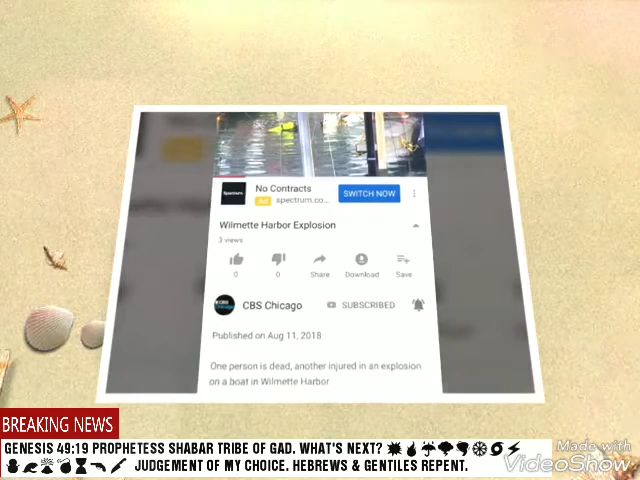 Spectrum
No Contracts
Ad spectrum.co...
SWITCH NOW
Wilmette Harbor Explosion
3 views
0 0 Share Download Save
CBS Chicago
CBS Chicago SUBSCRIBED
Published on Aug 11, 2018
One person is dead, another injured in an explosion
on a boat in Wilmette Harbor
BREAKING NEWS
GENESIS 49:19 PROPHETESS SHABAR TRIBE OF GAD. WHAT'S NEXT?
JUDGEMENT OF MY CHOICE. HEBREWS & GENTILES REPENT.
Made with
VideoShow